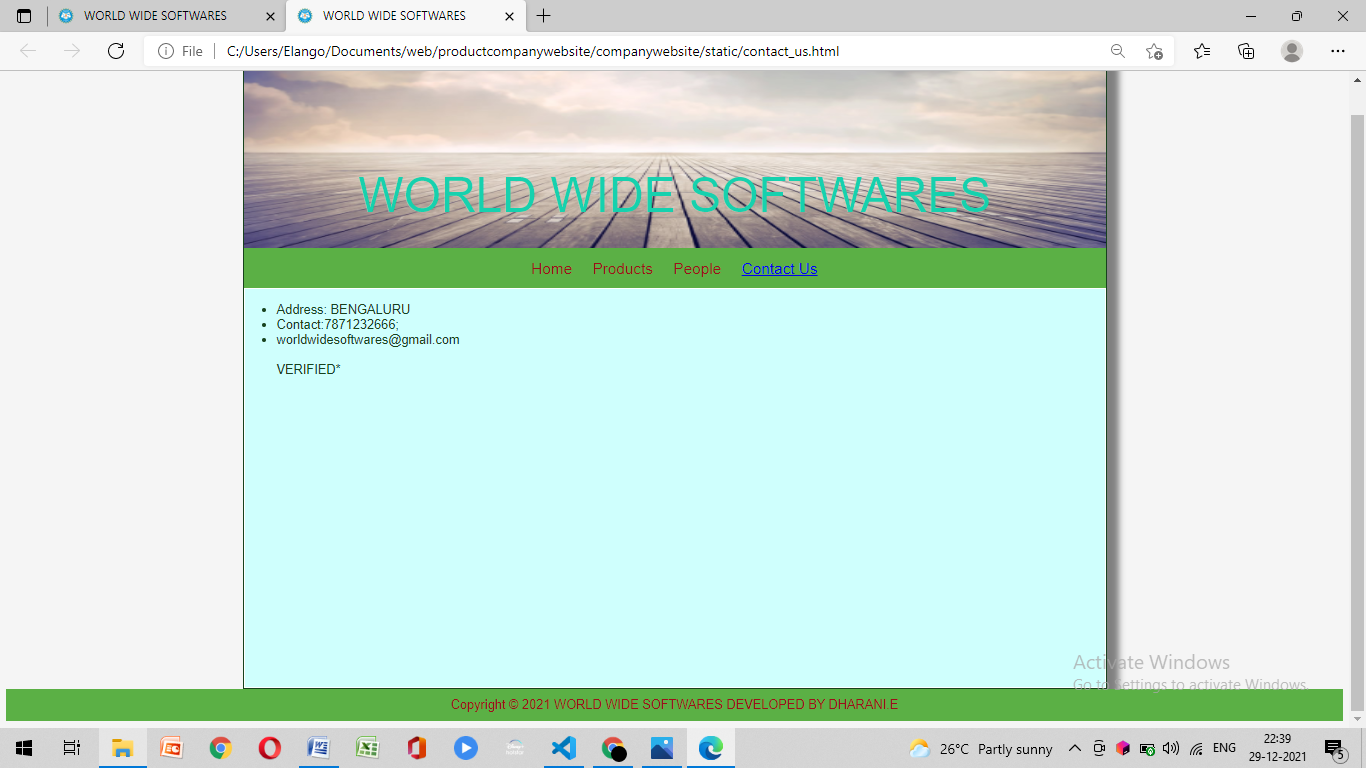 WORLD WIDE SOFTWARES
WORLD WIDE SOFTWARES
File
C:/Users/Elango/Documents/web/productcompanywebsite/companywebsite/static/contact_us.html
WORLD WIDE SOFTWARES
Home Products People Contact Us
Address: BENGALURU
Contact:7871232666;
worldwidesoftwares@gmail.com
VERIFIED*
Activate Windows
Go to Settings to activate Windows.
Copyright © 2021 WORLD WIDE SOFTWARES DEVELOPED BY DHARANI.E
26°C Partly sunny
ENG
22:39
29-12-2021
5